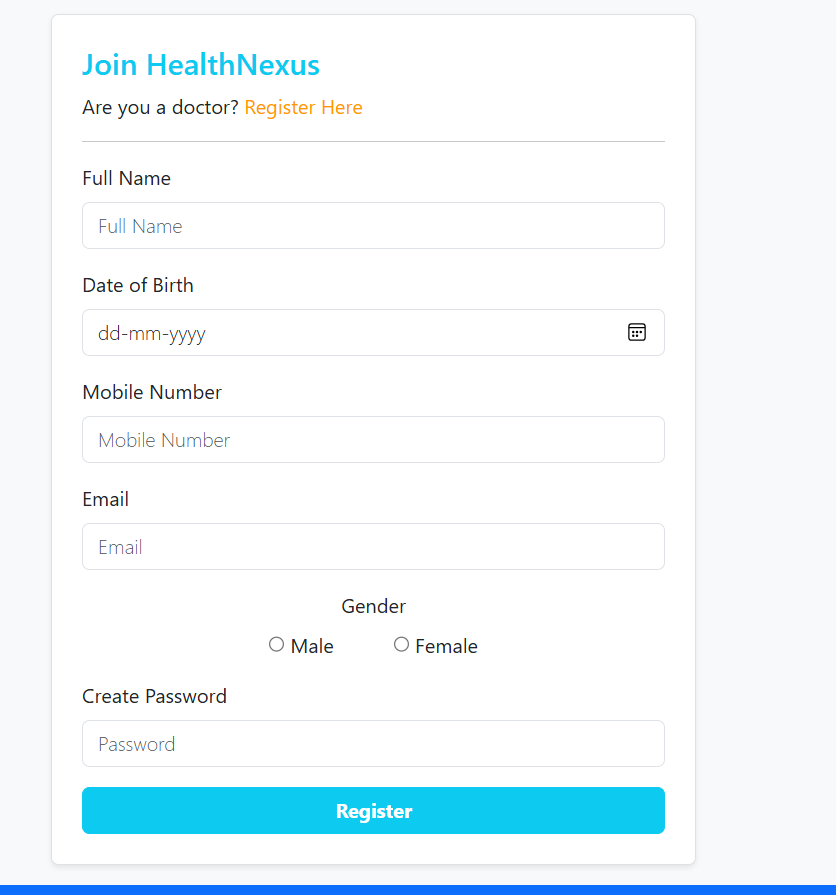 Join HealthNexus
Are you a doctor? Register Here
Full Name
Full Name
Date of Birth
dd-mm-yyyy
Mobile Number
Mobile Number
Email
Email
Gender
Male Female
Create Password
Password
Register